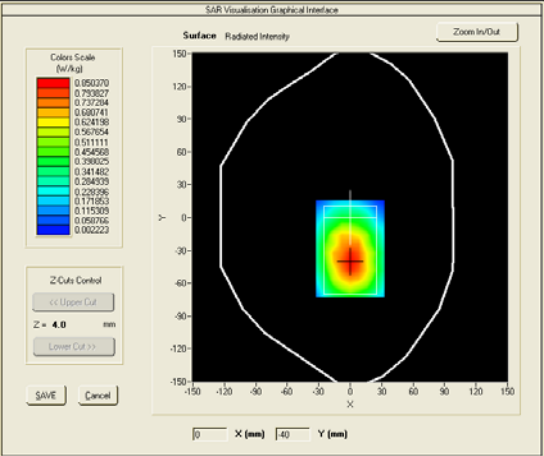 SAR Visualisation Graphical Interface
Surface Radiated Intensity
Zoom In/Out
Colors Scale
(W/kg)
0.850370
0.793827
0.737284
0.680741
0.624198
0.567654
0.511111
0.454568
0.398025
0.341482
0.284939
0.228396
0.171853
0.115309
0.058766
0.002223
Z-Cuts Control
<< Upper Cut
Z = 4.0 mm
Lower Cut >>
SAVE Cancel
150
120
90
60
30
0
-30
-60
-90
-120
-150
Y
-150 -120 -90 -60 -30 0 30 60 90 120 150
X
0 X (mm) -40 Y (mm)